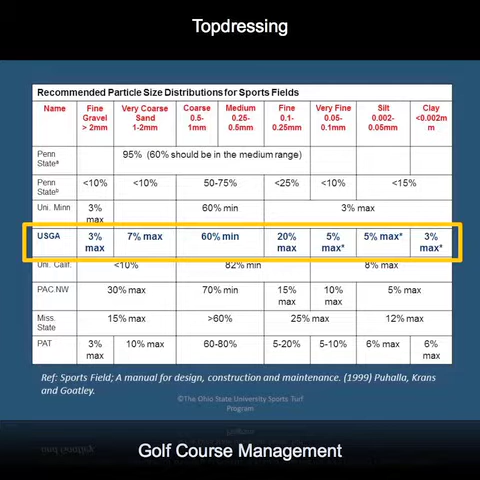 Topdressing
Recommended Particle Size Distributions for Sports Fields
Name Fine Gravel > 2mm Very Coarse Sand 1-2mm Coarse 0.5-1mm Medium 0.25-0.5mm Fine 0.1-0.25mm Very Fine 0.05-0.1mm Silt 0.002-0.05mm Clay <0.002mm
Penn Stateᵃ 95% (60% should be in the medium range)
Penn Stateᵇ <10% <10% 50-75% <25% <10% <15%
Uni. Minn 3% max 60% min 3% max
USGA 3% max 7% max 60% min 20% max 5% max* 5% max* 3% max*
Uni. Calif. <10% 82% min 8% max
PAC NW 30% max 70% min 15% max 10% max 5% max
Miss. State 15% max >60% 25% max 12% max
PAT 3% max 10% max 60-80% 5-20% 5-10% 6% max 6% max
Ref: Sports Field; A manual for design, construction and maintenance. (1999) Puhalla, Krans
and Goatley.
©The Ohio State University Sports Turf
Program
Golf Course Management